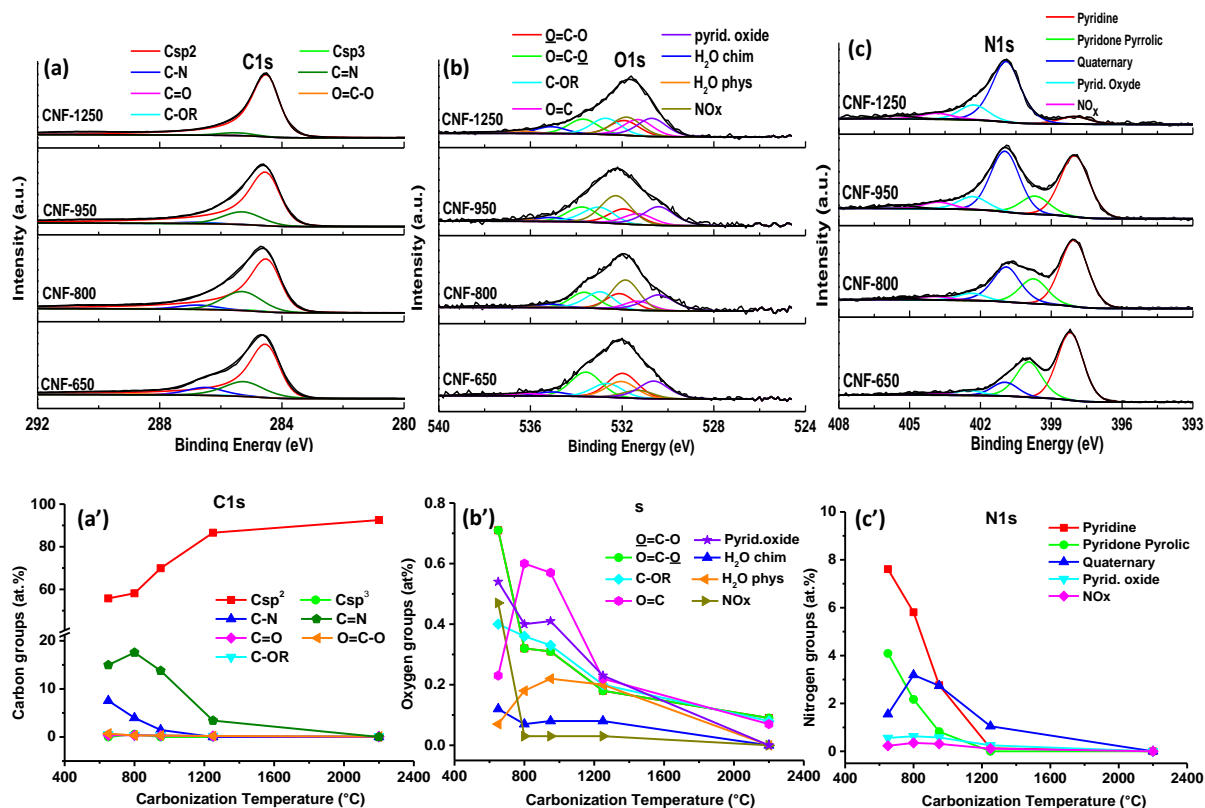 (a)
C1s
Csp2
Csp3
C-N
C=N
C=O
O=C-O
C-OR
CNF-1250
CNF-950
CNF-800
CNF-650
Intensity (a.u.)
292 288 284 280
Binding Energy (eV)
(b)
O1s
O=C-O
pyrid. oxide
O=C-O
H2O chim
C-OR
H2O phys
O=C
NOx
CNF-1250
CNF-950
CNF-800
CNF-650
Intensity (a.u.)
540 536 532 528 524
Binding Energy (eV)
(c)
N1s
Pyridine
Pyridone Pyrrolic
Quaternary
Pyrid. Oxyde
NOx
CNF-1250
CNF-950
CNF-800
CNF-650
Intensity (a.u.)
408 405 402 399 396 393
Binding Energy (eV)
(a')
C1s
100
80
60
20
10
0
Carbon groups (at.%)
Csp2
Csp3
C-N
C=N
C=O
O=C-O
C-OR
400 800 1200 1600 2000 2400
Carbonization Temperature (°C)
(b')
s
0.8
0.6
0.4
0.2
0.0
Oxygen groups (at%)
O=C-O
Pyrid.oxide
O=C-O
H2O chim
C-OR
H2O phys
O=C
NOx
400 800 1200 1600 2000 2400
Carbonization Temperature (°C)
(c')
N1s
10
8
6
4
2
0
Nitrogen groups (at.%)
Pyridine
Pyridone Pyrolic
Quaternary
Pyrid. oxide
NOx
400 800 1200 1600 2000 2400
Carbonization Temperature (°C)